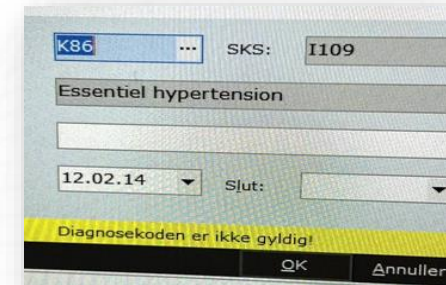 K86 ... SKS: I109
Essentiel hypertension
12.02.14 Slut:
Diagnosekoden er ikke gyldig!
OK Annuller